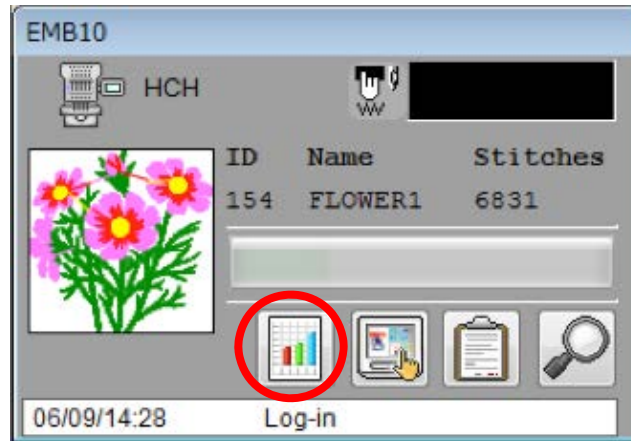 EMB10
HCH
ID Name Stitches
154 FLOWER1 6831
06/09/14:28 Log-in